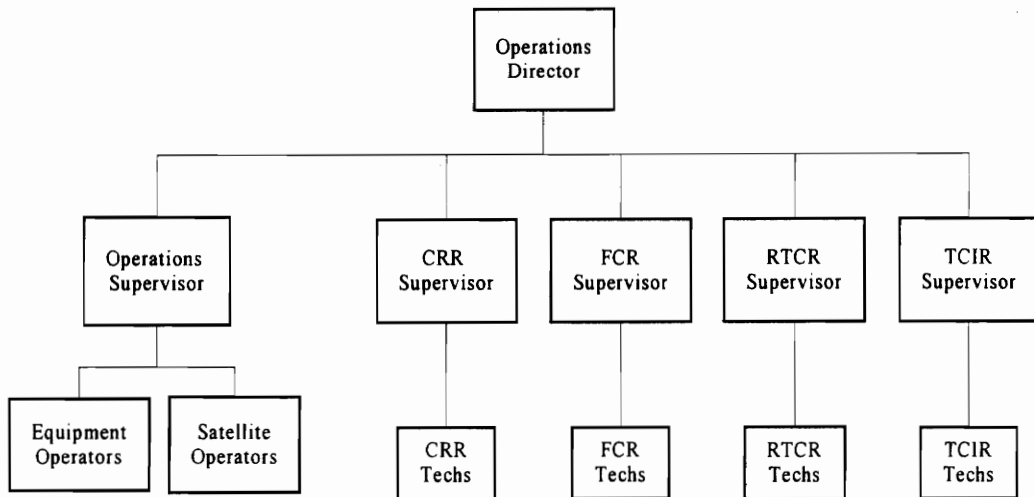 Operations
Director
Operations
Supervisor
CRR
Supervisor
FCR
Supervisor
RTCR
Supervisor
TCIR
Supervisor
Equipment
Operators
Satellite
Operators
CRR
Techs
FCR
Techs
RTCR
Techs
TCIR
Techs